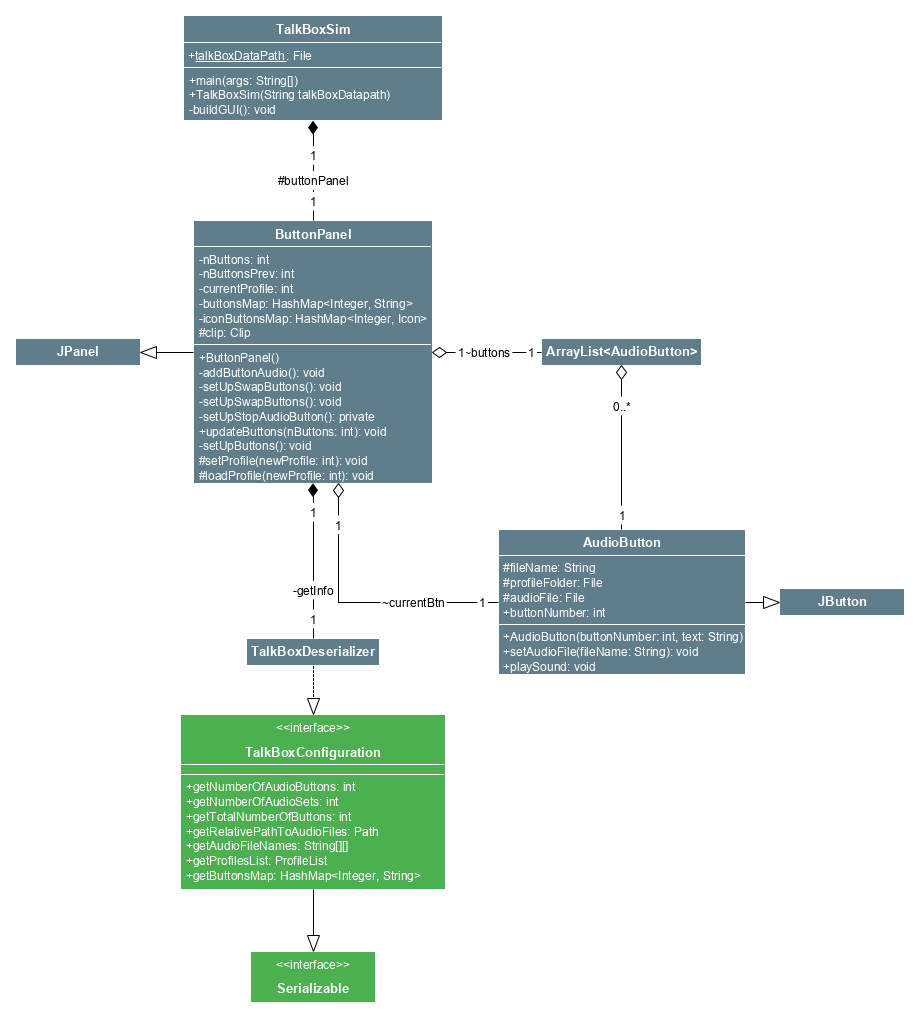 TalkBoxSim
+talkBoxDataPath: File
+main(args: String[])
+TalkBoxSim(String talkBoxDatapath)
-buildGUI(): void
1
#buttonPanel
1
ButtonPanel
-nButtons: int
-nButtonsPrev: int
-currentProfile: int
-buttonsMap: HashMap<Integer, String>
-iconButtonsMap: HashMap<Integer, Icon>
#clip: Clip
+ButtonPanel()
-addButtonAudio(): void
-setUpSwapButtons(): void
-setUpSwapButtons(): void
-setUpStopAudioButton(): private
+updateButtons(nButtons: int): void
-setUpButtons(): void
#setProfile(newProfile: int): void
#loadProfile(newProfile: int): void
JPanel
1 ~buttons 1
ArrayList<AudioButton>
0..*
1
AudioButton
#fileName: String
#profileFolder: File
#audioFile: File
+buttonNumber: int
+AudioButton(buttonNumber: int, text: String)
+setAudioFile(fileName: String): void
+playSound: void
JButton
1
-getInfo
1
1
~currentBtn 1
TalkBoxDeserializer
<<interface>>
TalkBoxConfiguration
+getNumberOfAudioButtons: int
+getNumberOfAudioSets: int
+getTotalNumberOfButtons: int
+getRelativePathToAudioFiles: Path
+getAudioFileNames: String[][]
+getProfilesList: ProfileList
+getButtonsMap: HashMap<Integer, String>
<<interface>>
Serializable